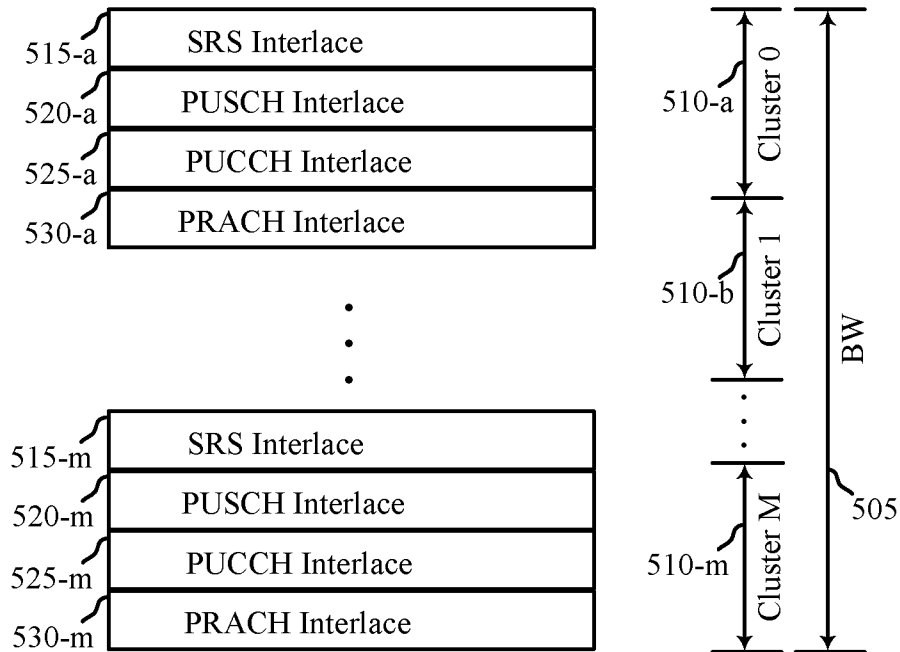 515-a
SRS Interlace
520-a
PUSCH Interlace
525-a
PUCCH Interlace
530-a
PRACH Interlace
515-m
SRS Interlace
520-m
PUSCH Interlace
525-m
PUCCH Interlace
530-m
PRACH Interlace
510-a
Cluster 0
510-b
Cluster 1
510-m
Cluster M
BW
505